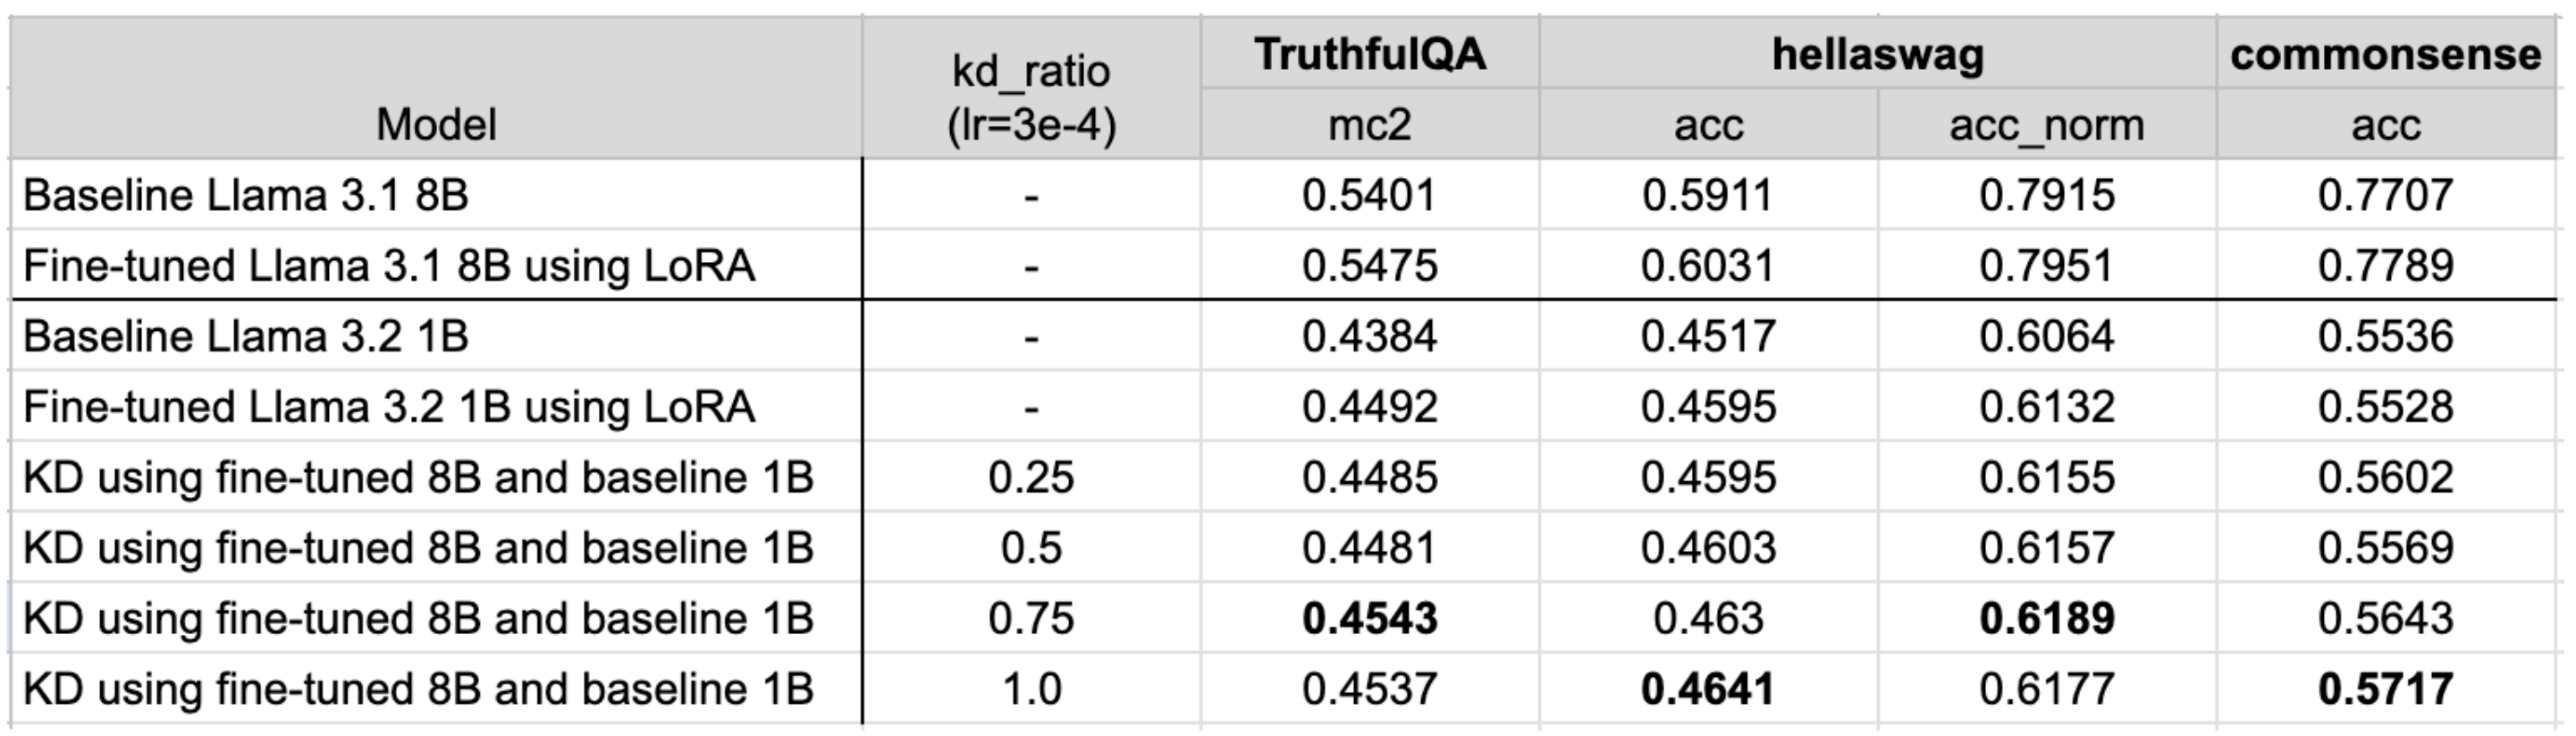 Model kd_ratio (lr=3e-4) TruthfulQA hellaswag commonsense
mc2 acc acc_norm acc
Baseline Llama 3.1 8B - 0.5401 0.5911 0.7915 0.7707
Fine-tuned Llama 3.1 8B using LoRA - 0.5475 0.6031 0.7951 0.7789
Baseline Llama 3.2 1B - 0.4384 0.4517 0.6064 0.5536
Fine-tuned Llama 3.2 1B using LoRA - 0.4492 0.4595 0.6132 0.5528
KD using fine-tuned 8B and baseline 1B 0.25 0.4485 0.4595 0.6155 0.5602
KD using fine-tuned 8B and baseline 1B 0.5 0.4481 0.4603 0.6157 0.5569
KD using fine-tuned 8B and baseline 1B 0.75 0.4543 0.463 0.6189 0.5643
KD using fine-tuned 8B and baseline 1B 1.0 0.4537 0.4641 0.6177 0.5717